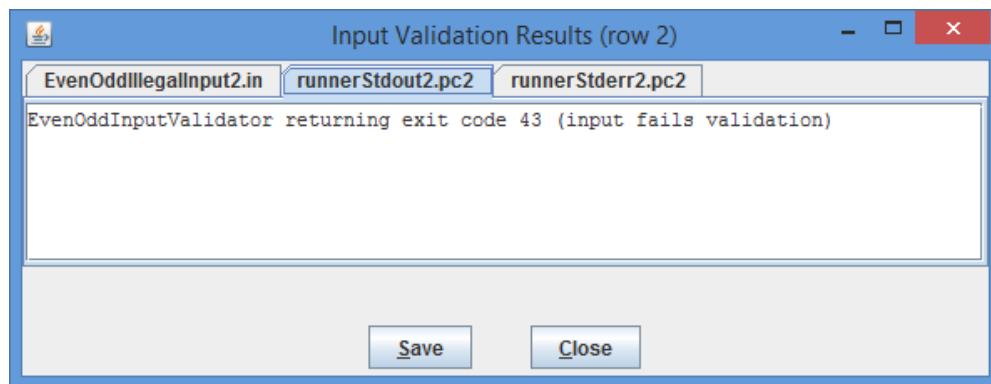 Input Validation Results (row 2)
EvenOddIllegalInput2.in runnerStdout2.pc2 runnerStderr2.pc2
EvenOddInputValidator returning exit code 43 (input fails validation)
Save Close